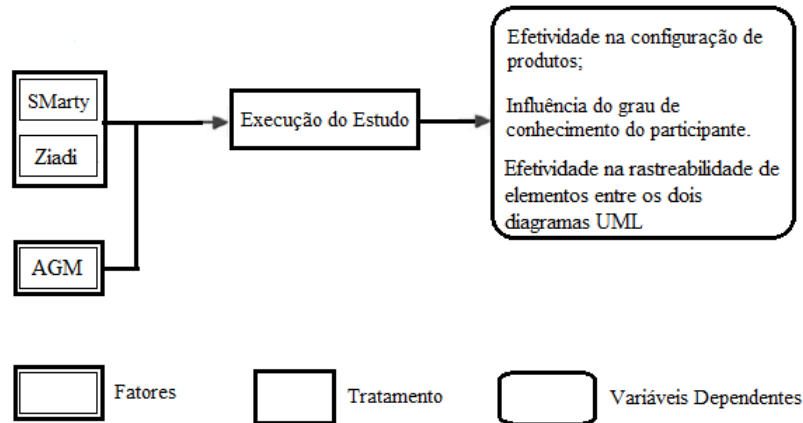 SMarty
Ziadi
AGM
Execução do Estudo
Efetividade na configuração de
produtos;
Influência do grau de
conhecimento do participante.
Efetividade na rastreabilidade de
elementos entre os dois
diagramas UML
Fatores
Tratamento
Variáveis Dependentes